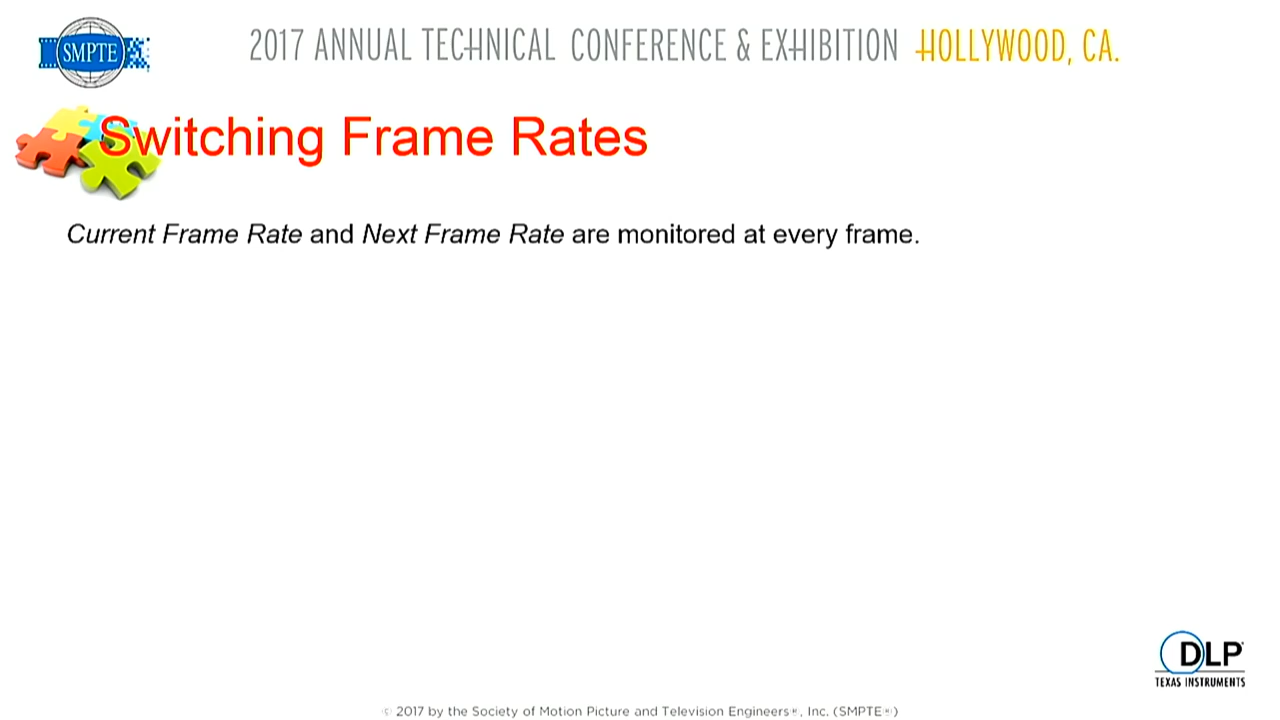 SMPTE
2017 ANNUAL TECHNICAL CONFERENCE & EXHIBITION HOLLYWOOD, CA.
Switching Frame Rates
Current Frame Rate and Next Frame Rate are monitored at every frame.
DLP
TEXAS INSTRUMENTS
© 2017 by the Society of Motion Picture and Television Engineers®, Inc. (SMPTE®)